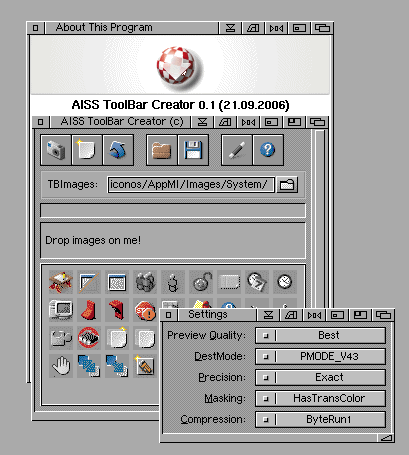 About This Program
AISS ToolBar Creator 0.1 (21.09.2006)
AISS ToolBar Creator (c)
TBImages: iconos/AppMI/Images/System/
Drop images on me!
Settings
Preview Quality: Best
DestMode: PMODE_V43
Precision: Exact
Masking: HasTransColor
Compression: ByteRun1